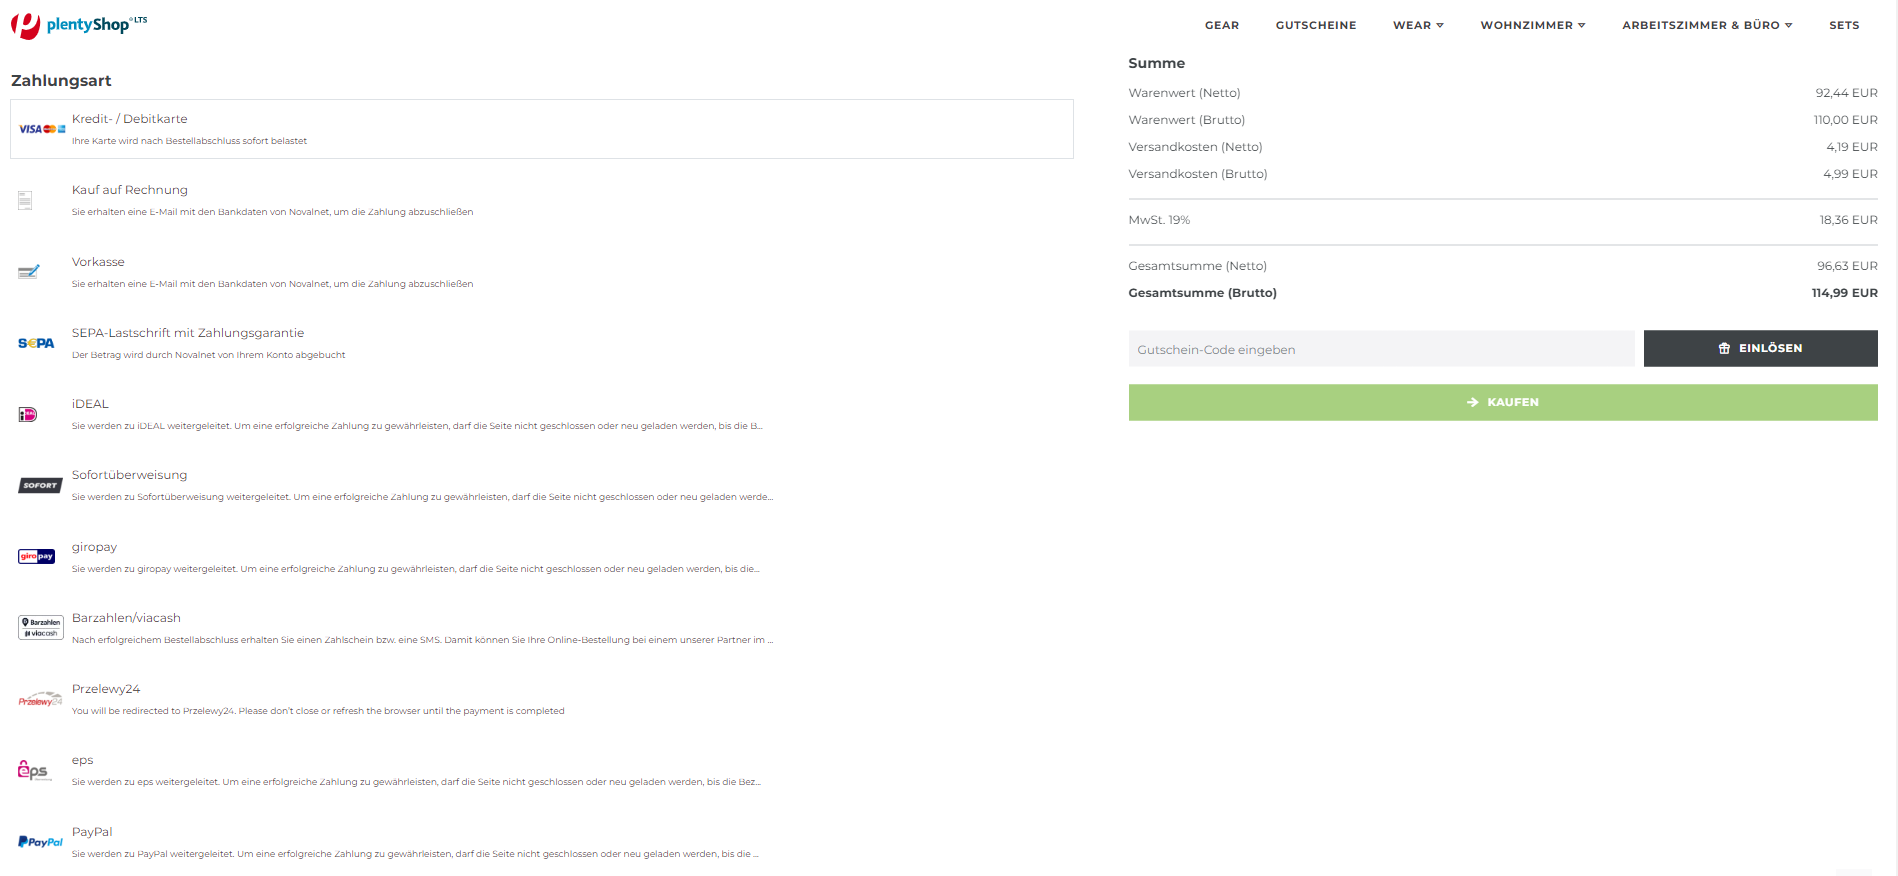 plentyShop LTS
GEAR GUTSCHEINE WEAR WOHNZIMMER ARBEITSZIMMER & BÜRO SETS
Zahlungsart
VISA
Kredit- / Debitkarte
Ihre Karte wird nach Bestellabschluss sofort belastet
Kauf auf Rechnung
Sie erhalten eine E-Mail mit den Bankdaten von Novalnet, um die Zahlung abzuschließen
Vorkasse
Sie erhalten eine E-Mail mit den Bankdaten von Novalnet, um die Zahlung abzuschließen
SEPA
SEPA-Lastschrift mit Zahlungsgarantie
Der Betrag wird durch Novalnet von Ihrem Konto abgebucht
iDEAL
Sie werden zu iDEAL weitergeleitet. Um eine erfolgreiche Zahlung zu gewährleisten, darf die Seite nicht geschlossen oder neu geladen werden, bis die B...
SOFORT
Sofortüberweisung
Sie werden zu Sofortüberweisung weitergeleitet. Um eine erfolgreiche Zahlung zu gewährleisten, darf die Seite nicht geschlossen oder neu geladen werde...
giropay
giropay
Sie werden zu giropay weitergeleitet. Um eine erfolgreiche Zahlung zu gewährleisten, darf die Seite nicht geschlossen oder neu geladen werden, bis die...
Barzahlen
viacash
Barzahlen/viacash
Nach erfolgreichem Bestellabschluss erhalten Sie einen Zahlschein bzw. eine SMS. Damit können Sie Ihre Online-Bestellung bei einem unserer Partner im ...
Przelewy24
Przelewy24
You will be redirected to Przelewy24. Please don't close or refresh the browser until the payment is completed
eps
eps
Sie werden zu eps weitergeleitet. Um eine erfolgreiche Zahlung zu gewährleisten, darf die Seite nicht geschlossen oder neu geladen werden, bis die Bez...
PayPal
PayPal
Sie werden zu PayPal weitergeleitet. Um eine erfolgreiche Zahlung zu gewährleisten, darf die Seite nicht geschlossen oder neu geladen werden, bis die ...
Summe
Warenwert (Netto) 92,44 EUR
Warenwert (Brutto) 110,00 EUR
Versandkosten (Netto) 4,19 EUR
Versandkosten (Brutto) 4,99 EUR
MwSt. 19% 18,36 EUR
Gesamtsumme (Netto) 96,63 EUR
Gesamtsumme (Brutto) 114,99 EUR
Gutschein-Code eingeben
EINLÖSEN
KAUFEN